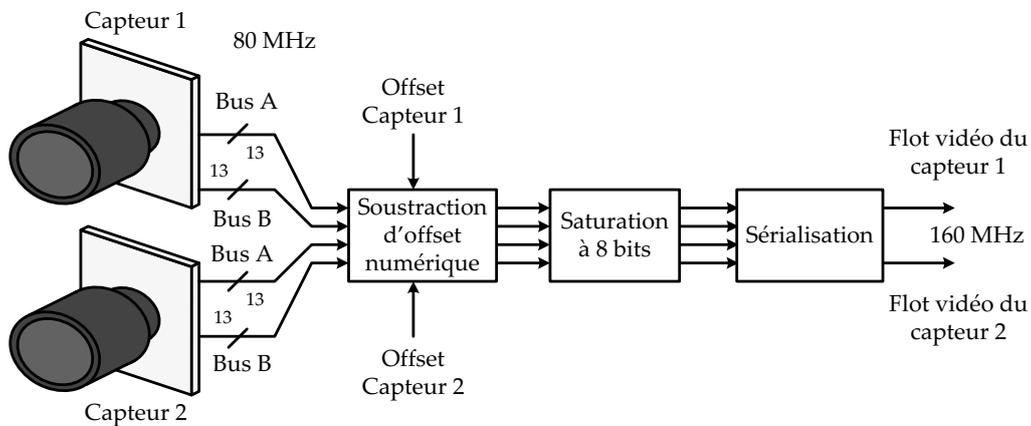 Capteur 1
80 MHz
Bus A
13
13
Bus B
Bus A
13
13
Bus B
Capteur 2
Offset
Capteur 1
Soustraction
d'offset
numérique
Offset
Capteur 2
Saturation
à 8 bits
Sérialisation
Flot vidéo du
capteur 1
160 MHz
Flot vidéo du
capteur 2